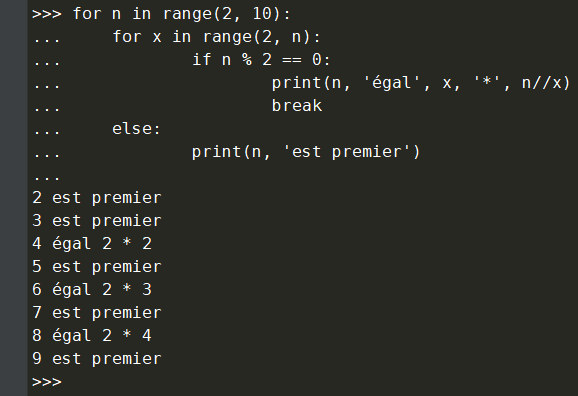 >>> for n in range(2, 10):
...     for x in range(2, n):
...             if n % 2 == 0:
...                     print(n, 'égal', x, '*', n//x)
...                     break
...     else:
...             print(n, 'est premier')
...
2 est premier
3 est premier
4 égal 2 * 2
5 est premier
6 égal 2 * 3
7 est premier
8 égal 2 * 4
9 est premier
>>>